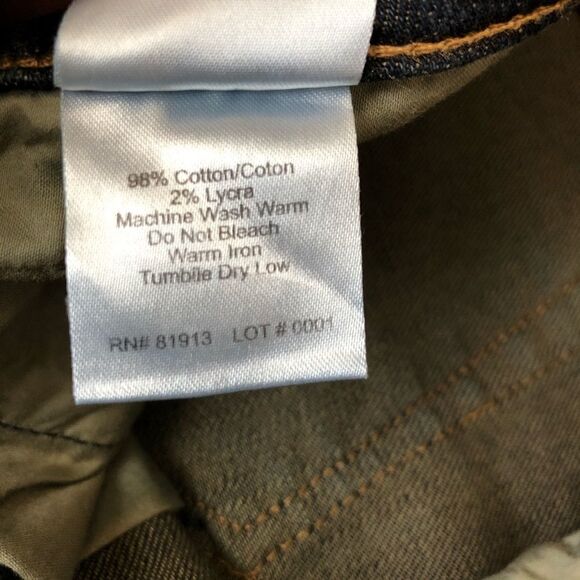 98% Cotton/Coton
2% Lycra
Machine Wash Warm
Do Not Bleach
Warm Iron
Tumbile Dry Low
RN# 81913 LOT # 0001